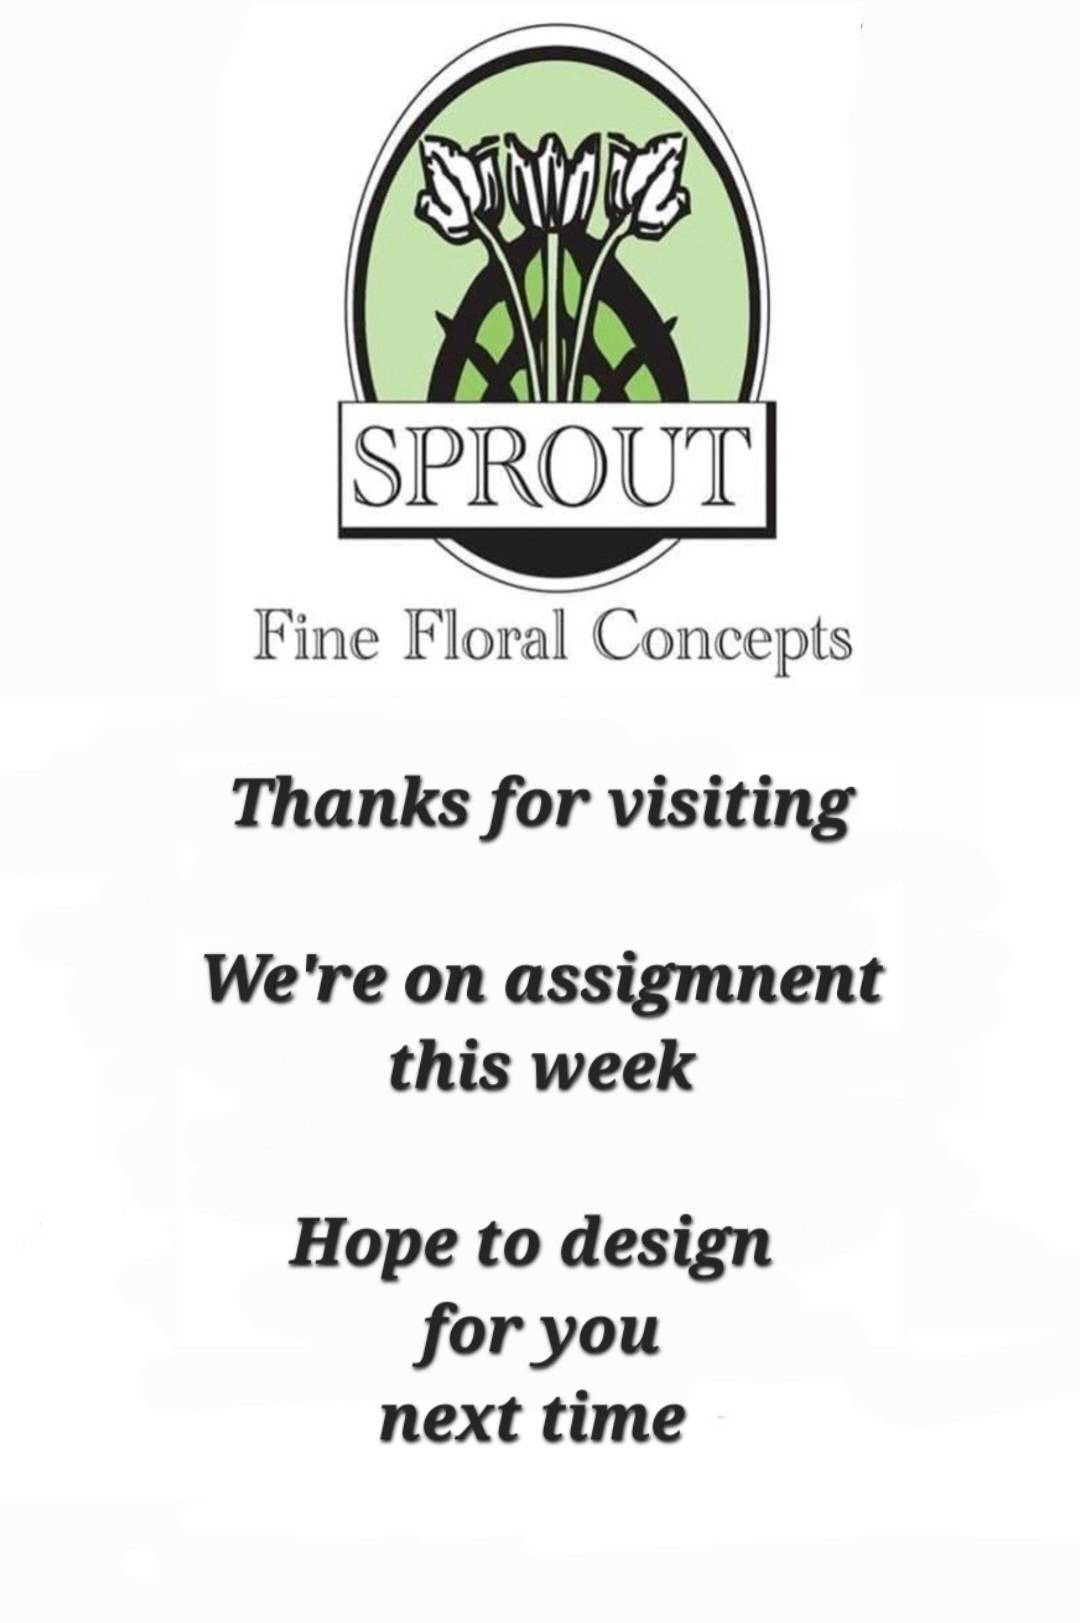 SPROUT
Fine Floral Concepts
Thanks for visiting
We're on assigmnent
this week
Hope to design
for you
next time